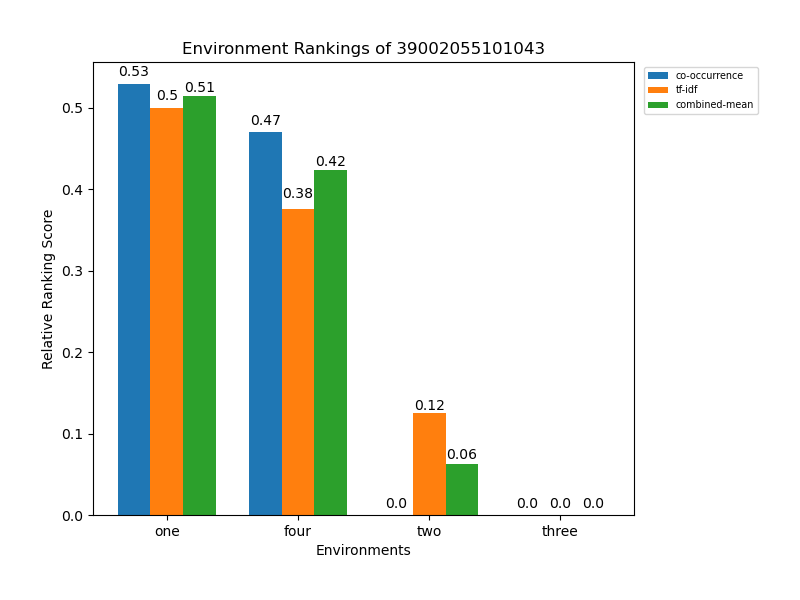 Environment Rankings of 39002055101043
co-occurrence
tf-idf
combined-mean
Relative Ranking Score
0.5
0.4
0.3
0.2
0.1
0.0
0.53
0.5
0.51
0.47
0.38
0.42
0.0
0.12
0.06
0.0
0.0
0.0
one
four
two
three
Environments